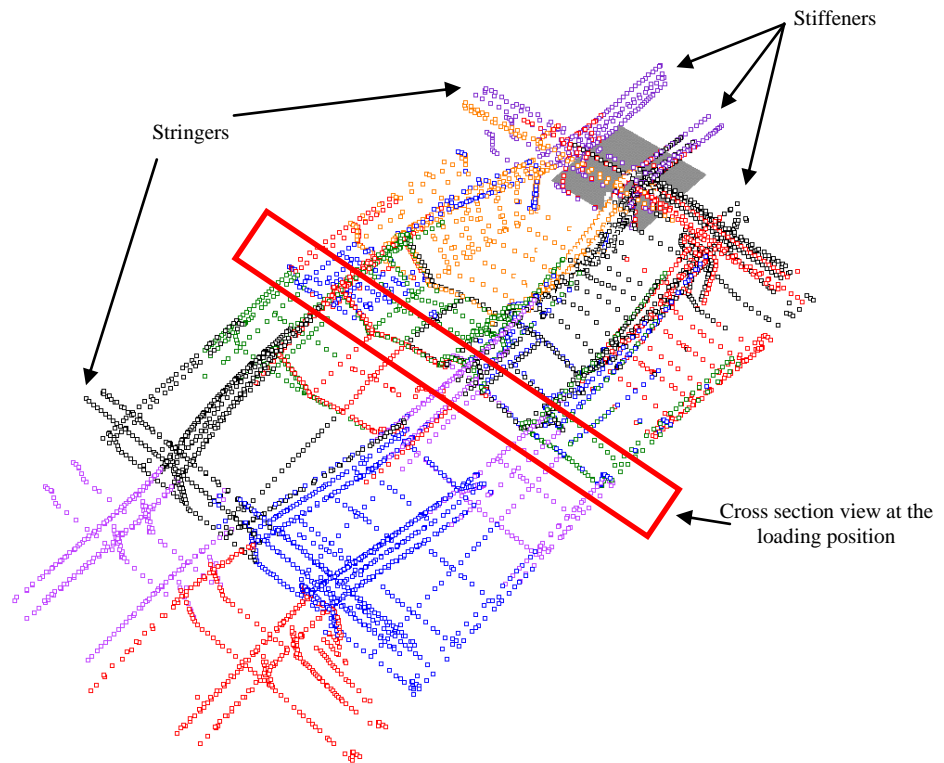 Stiffeners
Stringers
Cross section view at the
loading position